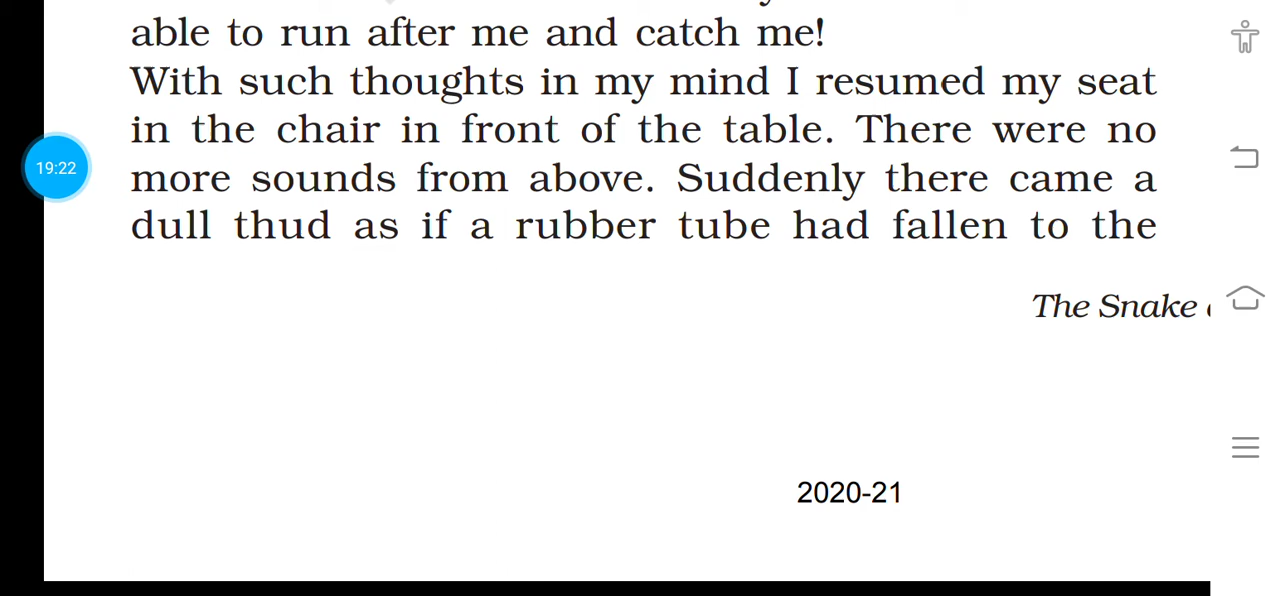 able to run after me and catch me!
With such thoughts in my mind I resumed my seat
in the chair in front of the table. There were no
19:22
more sounds from above. Suddenly there came a
dull thud as if a rubber tube had fallen to the
The Snake
2020-21